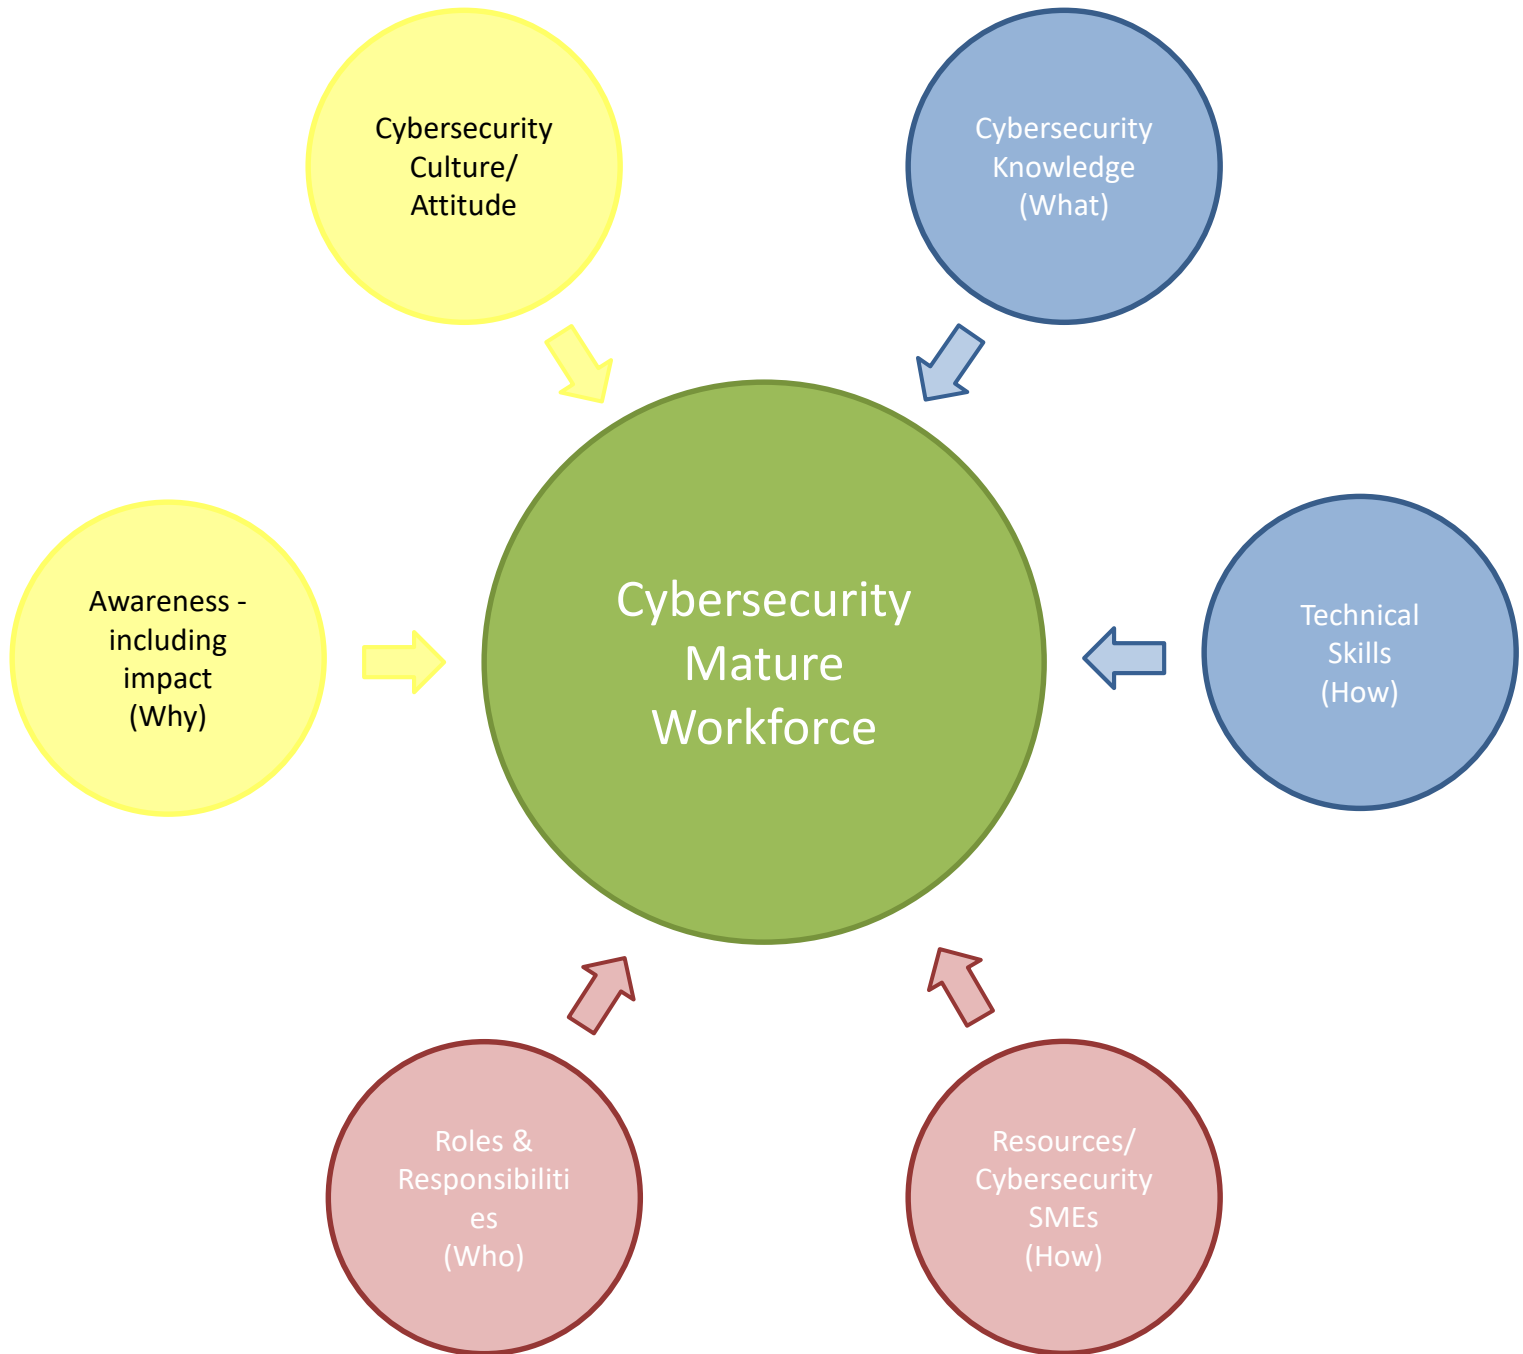 Cybersecurity
Culture/
Attitude
Cybersecurity
Knowledge
(What)
Awareness -
including
impact
(Why)
Cybersecurity
Mature
Workforce
Technical
Skills
(How)
Roles &
Responsibiliti
es
(Who)
Resources/
Cybersecurity
SMEs
(How)